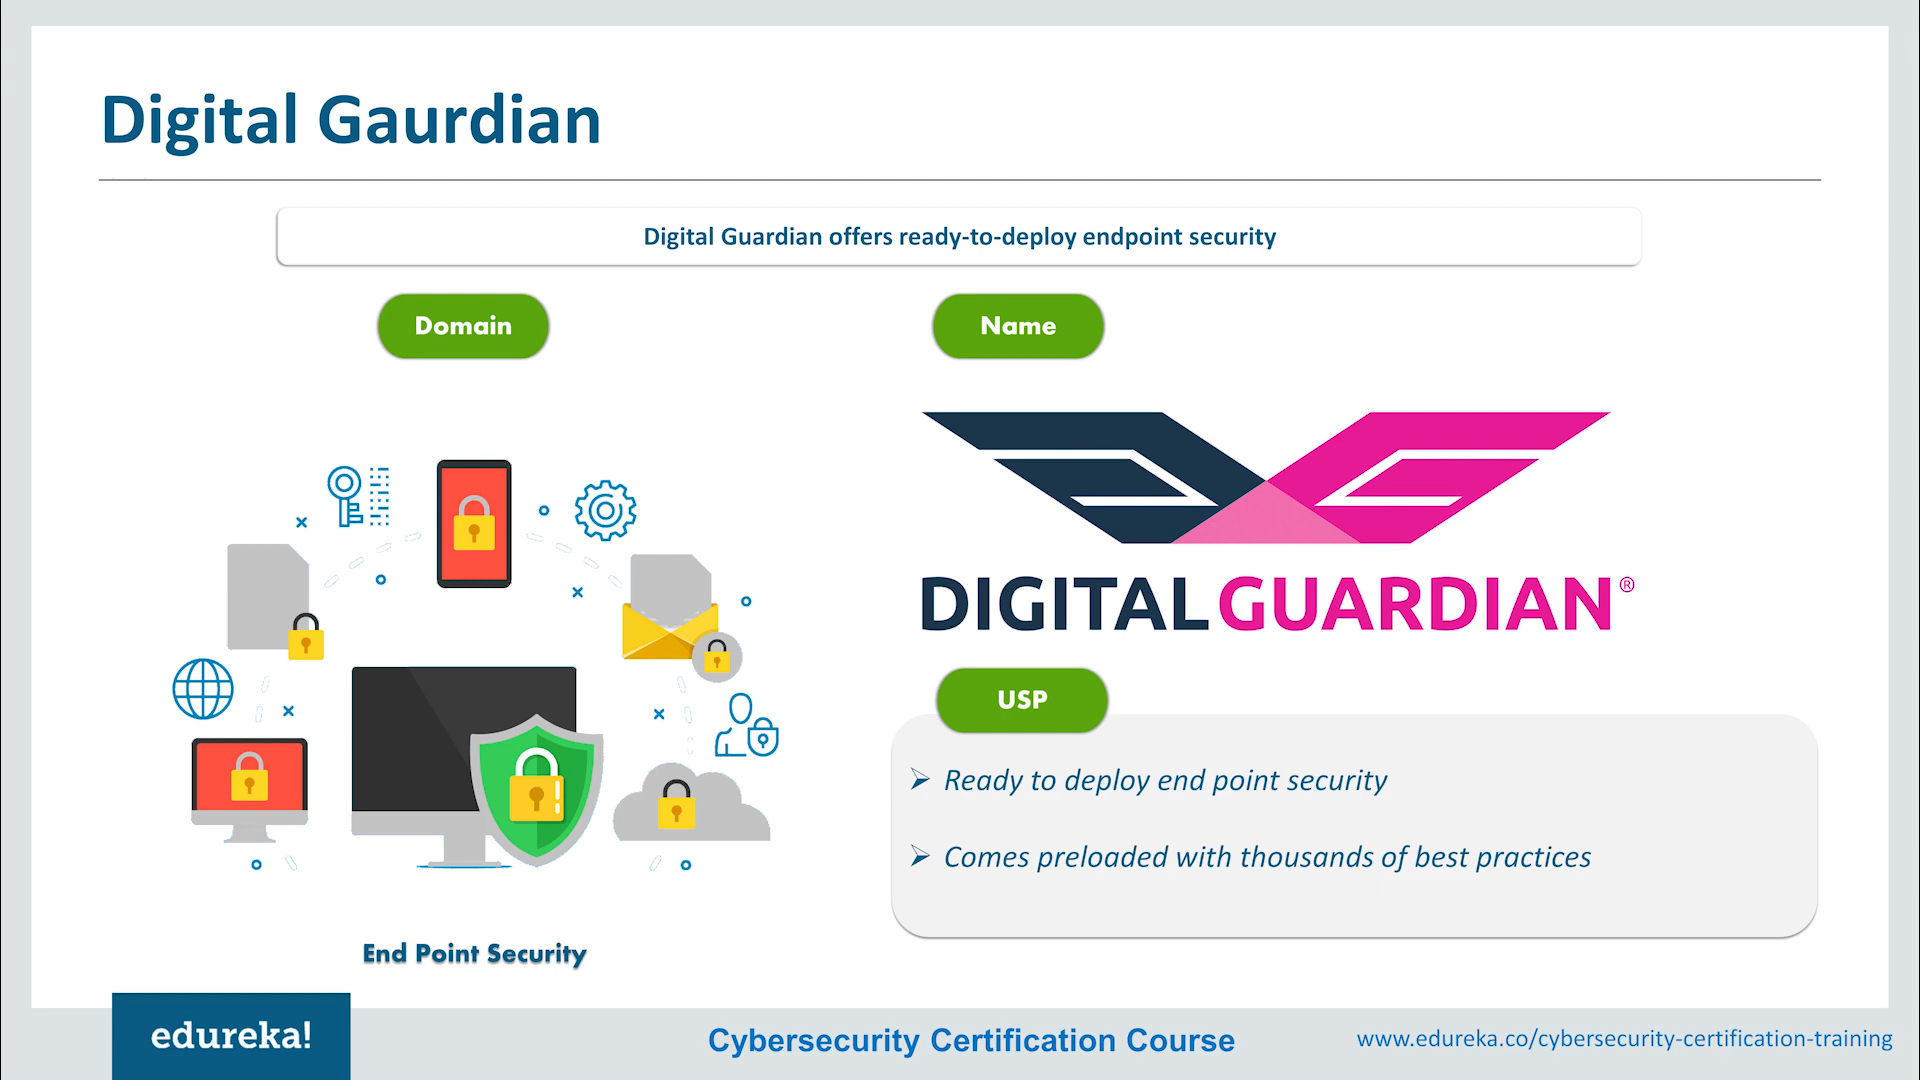 Digital Gaurdian
Digital Guardian offers ready-to-deploy endpoint security
Domain
Name
DIGITALGUARDIAN®
USP
➢ Ready to deploy end point security
➢ Comes preloaded with thousands of best practices
End Point Security
edureka!
Cybersecurity Certification Course
www.edureka.co/cybersecurity-certification-training